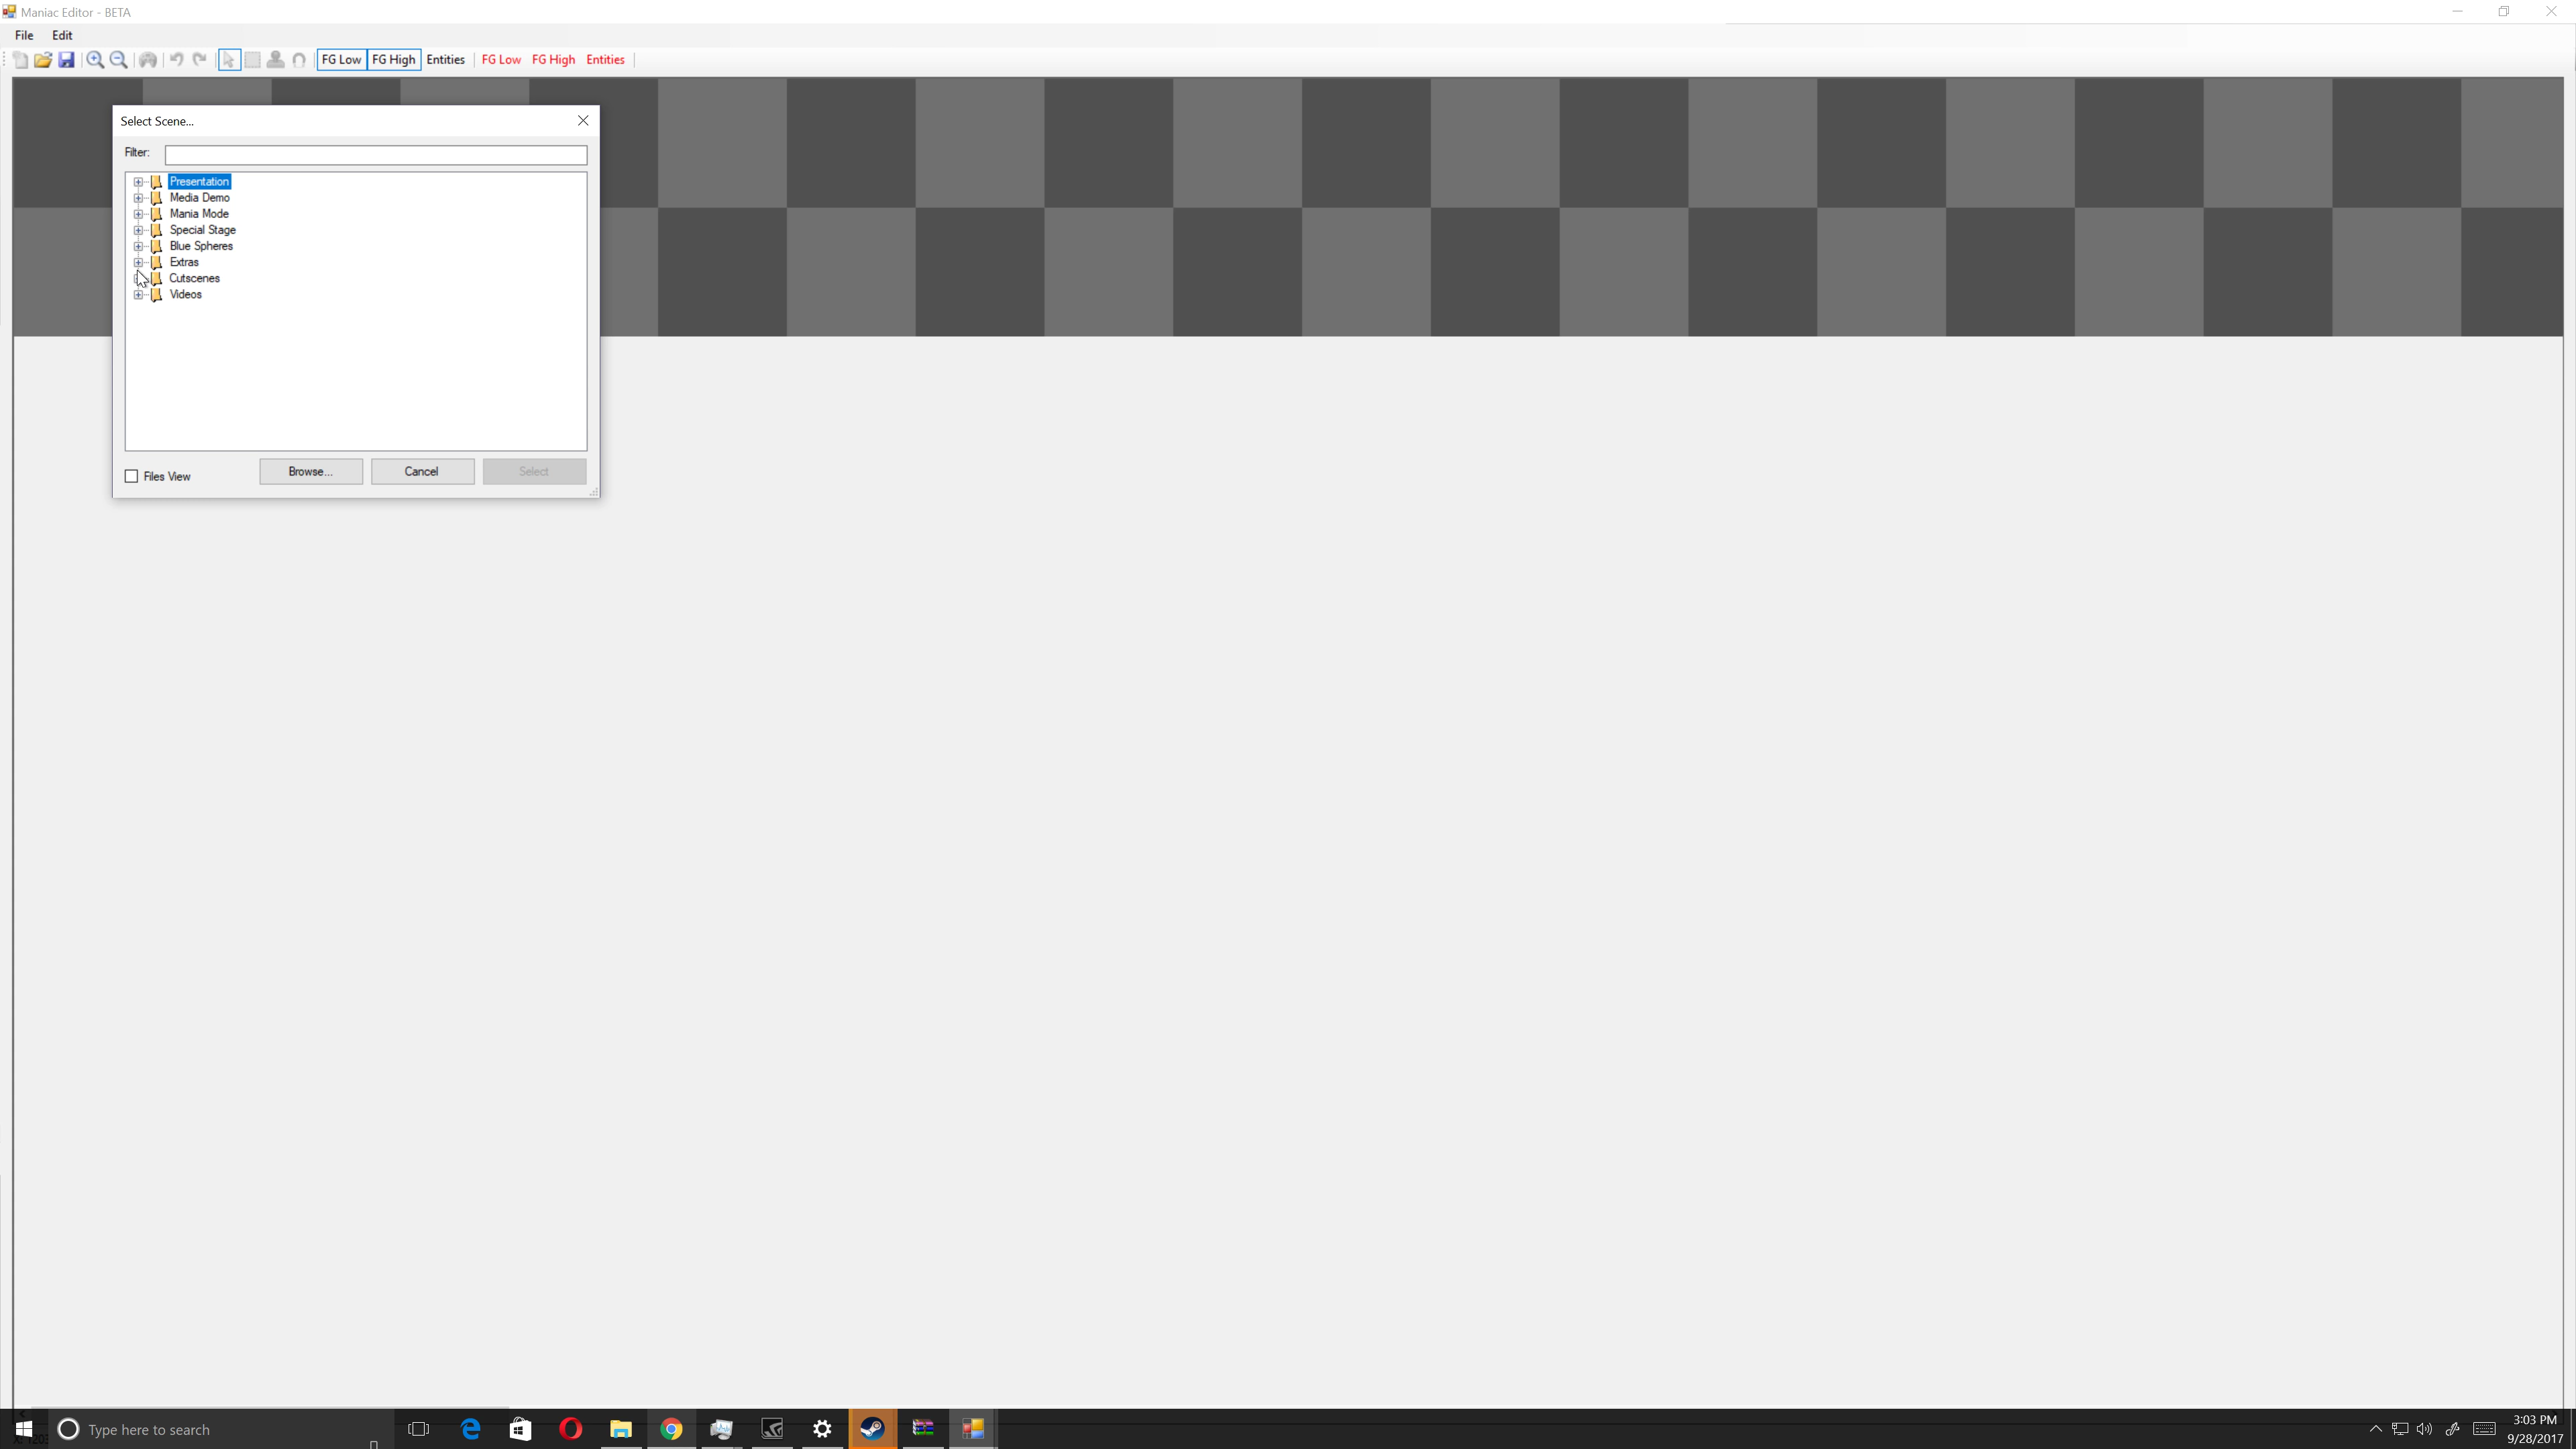 Maniac Editor - BETA
File Edit
FG Low FG High Entities FG Low FG High Entities
Select Scene...
Filter:
Presentation
Media Demo
Mania Mode
Special Stage
Blue Spheres
Extras
Cutscenes
Videos
Files View Browse... Cancel Select
Type here to search
3:03 PM
9/28/2017